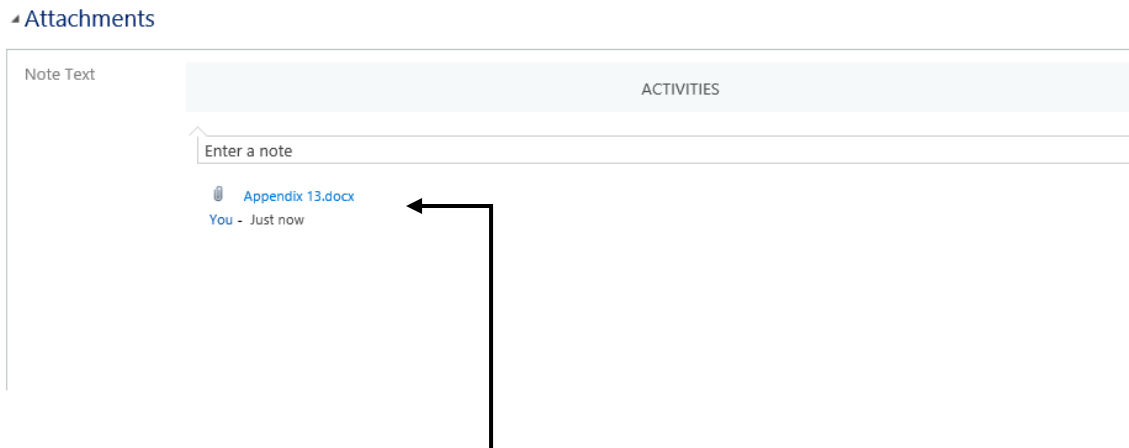 Attachments
Note Text
ACTIVITIES
Enter a note
Appendix 13.docx
You - Just now